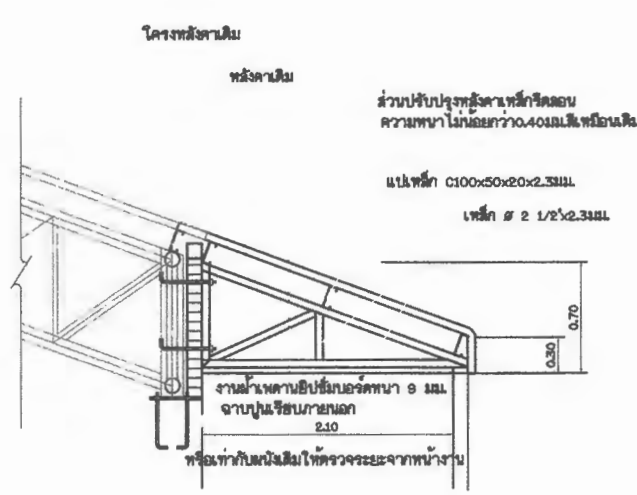 โครงหลังคาเดิม
หลังคาเดิม
ส่วนปรับปรุงหลังคาเหล็กรีดลอน
ความหนาไม่น้อยกว่า0.40มม.สีเหมือนเดิม
แปเหล็ก C100x50x20x2.3มม.
เหล็ก ø 2 1/2"x2.3มม.
0.70
0.30
งานฝ้าเพดานยิปซั่มบอร์ดหนา 9 มม.
ฉาบปูนเรียบภายนอก
2.10
หรือเท่ากับผนังเดิมให้ตรวจระยะจากหน้างาน